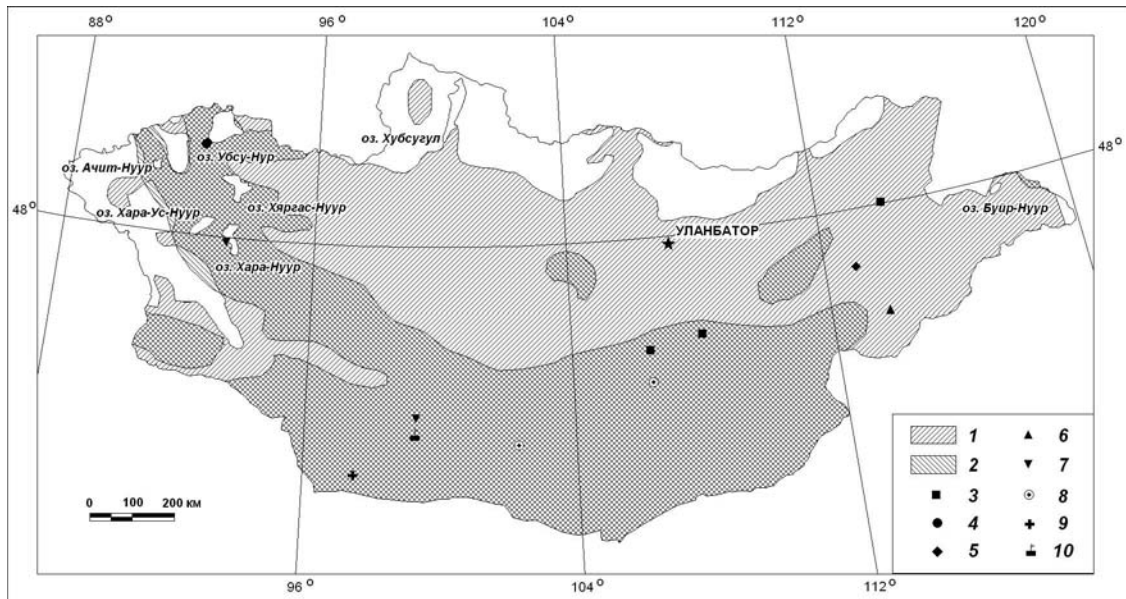 88° 96° 104° 112° 120°
оз. Хубсугул
оз. Убсу-Нур
оз. Ачит-Нуур
48°
48°
оз. Хара-Ус-Нуур
оз. Хяргас-Нуур
оз. Буйр-Нуур
УЛАНБАТОР
оз. Хара-Нуур
1 6
2 7
3 8
4 9
5 10
0 100 200 км
96° 104° 112°